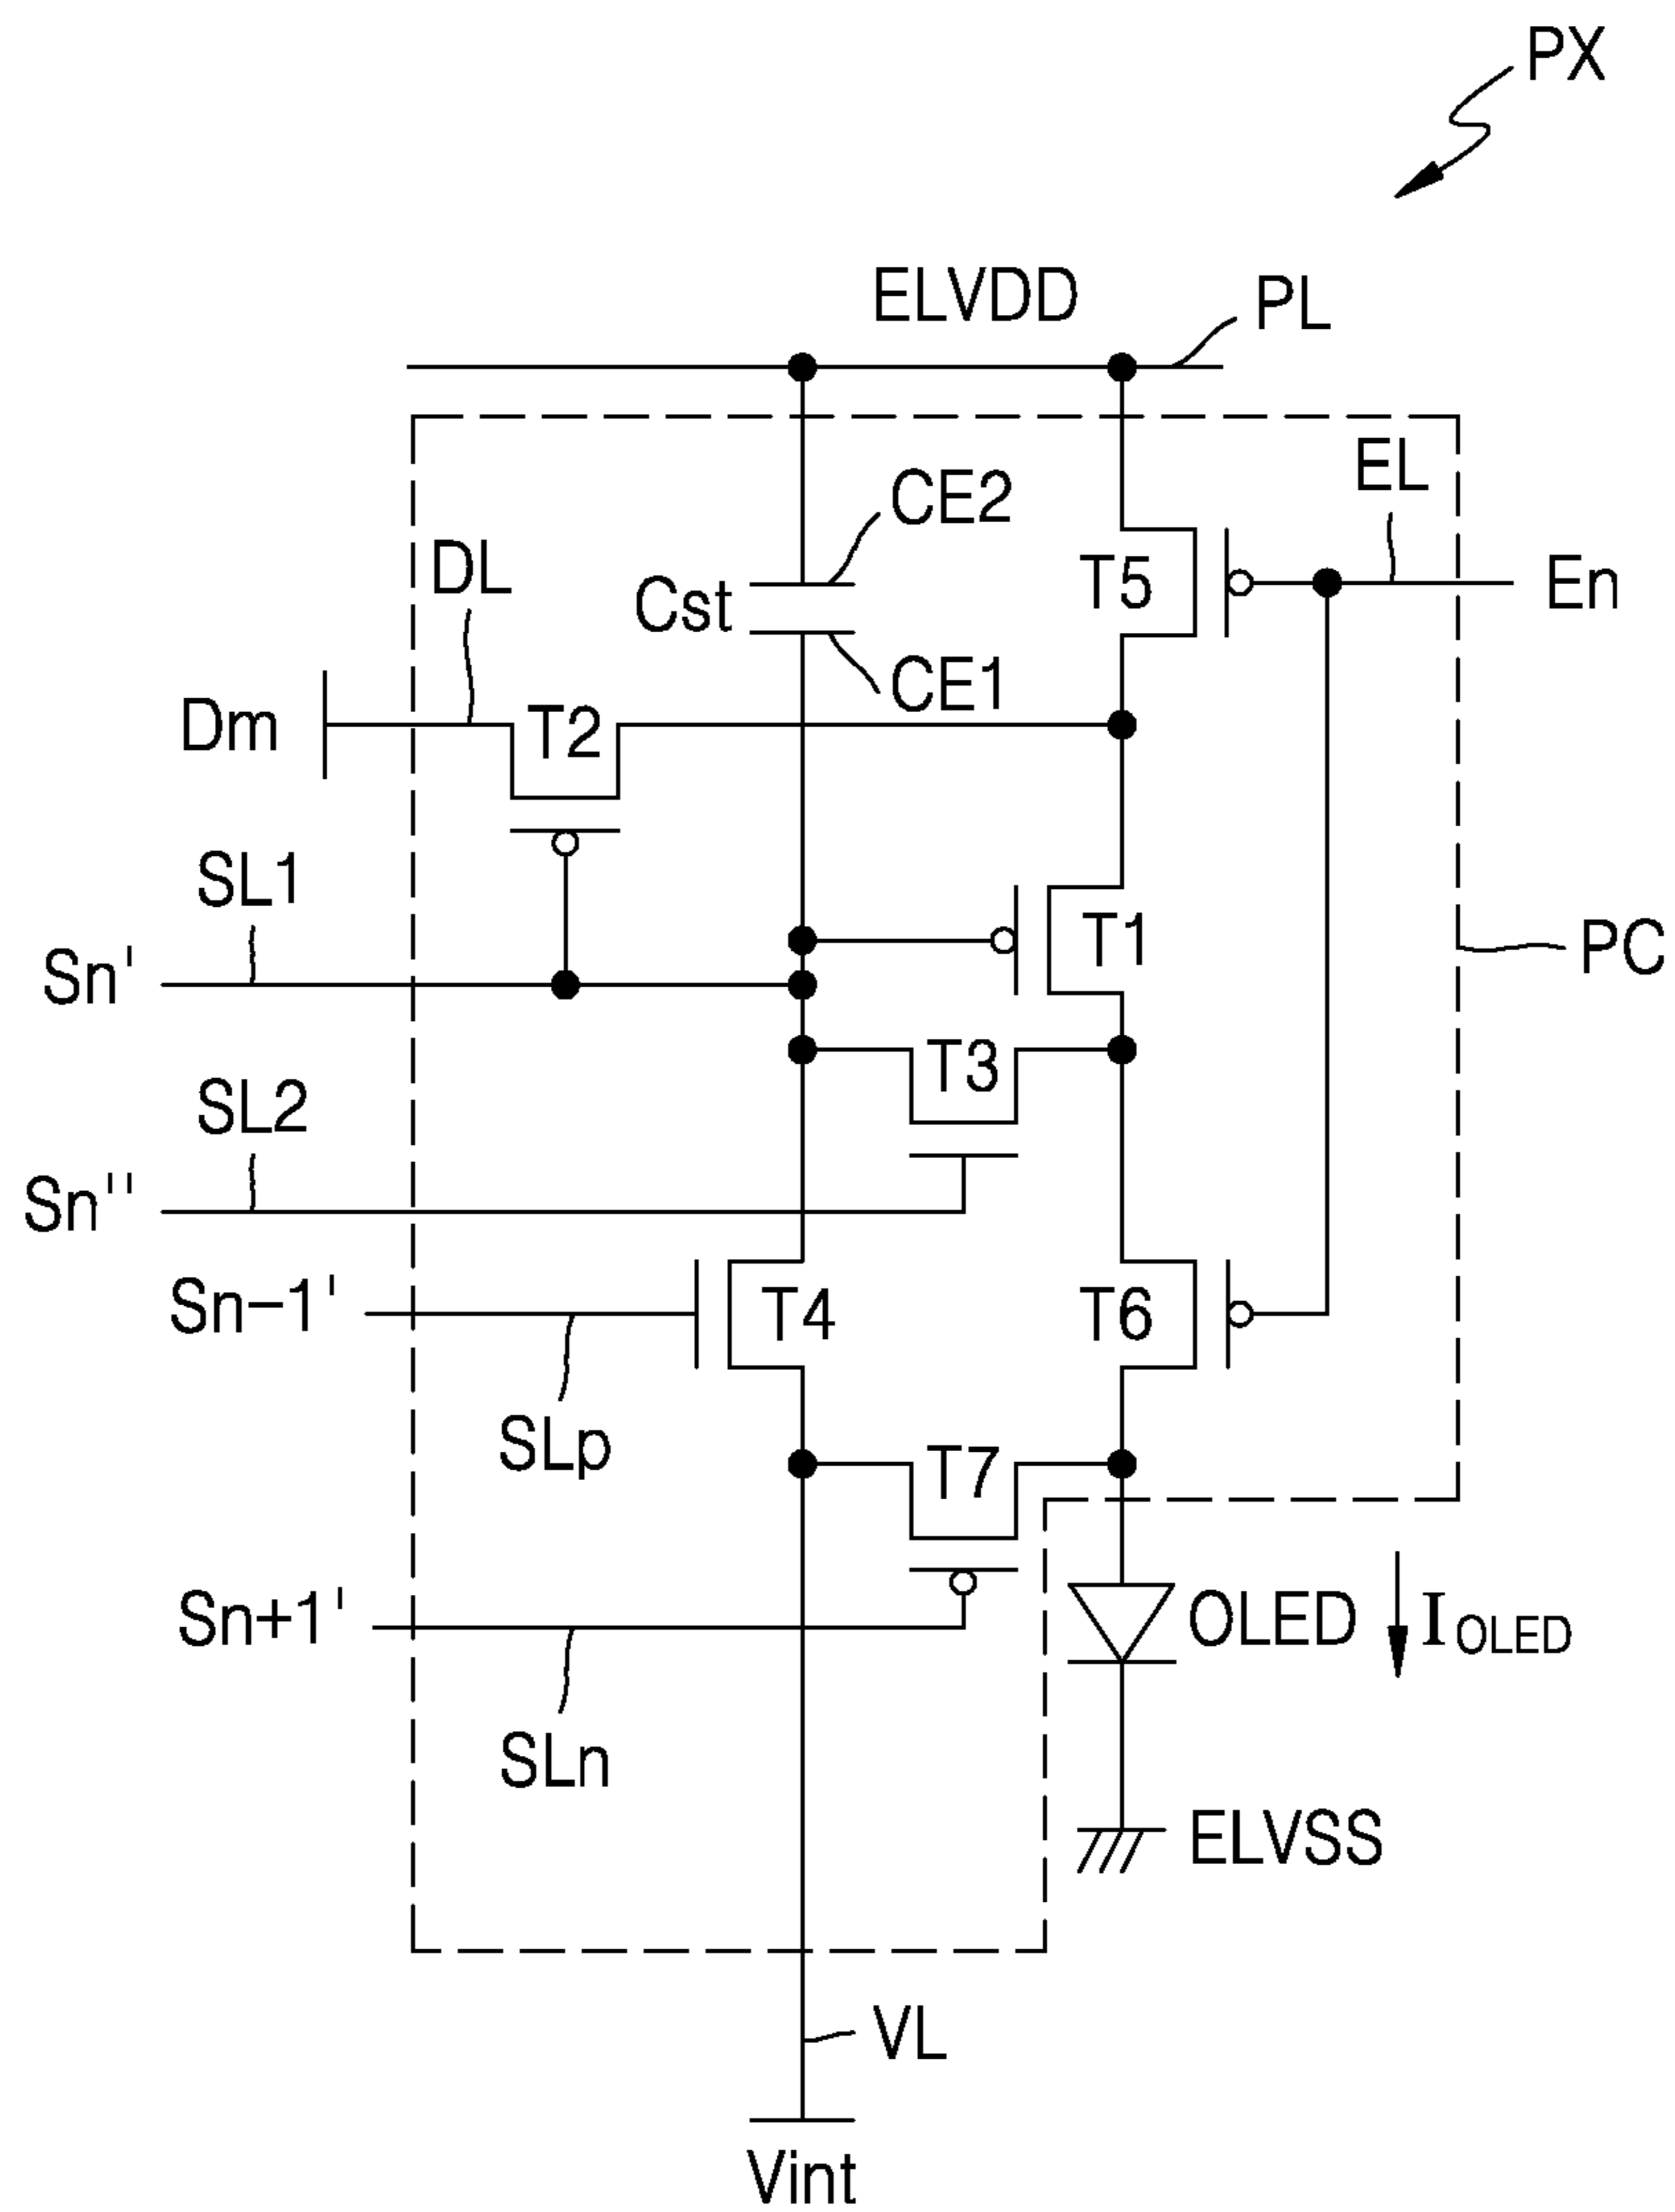 PX
ELVDD
PL
EL
CE2
DL
Cst
T5
En
CE1
Dm
T2
SL1
T1
PC
Sn'
T3
SL2
Sn''
Sn-1'
T4
T6
SLp
T7
Sn+1'
OLED
IOLED
SLn
ELVSS
VL
Vint